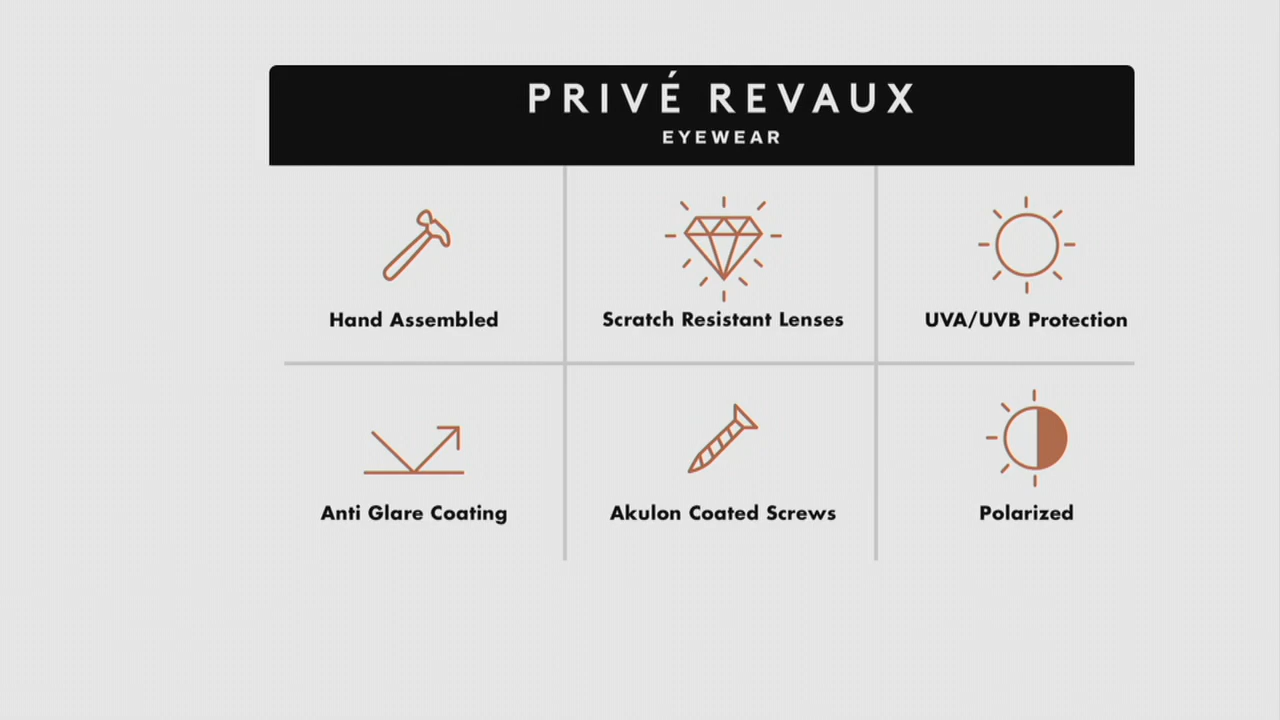 PRIVÉ REVAUX
EYEWEAR
Hand Assembled
Scratch Resistant Lenses
UVA/UVB Protection
Anti Glare Coating
Akulon Coated Screws
Polarized